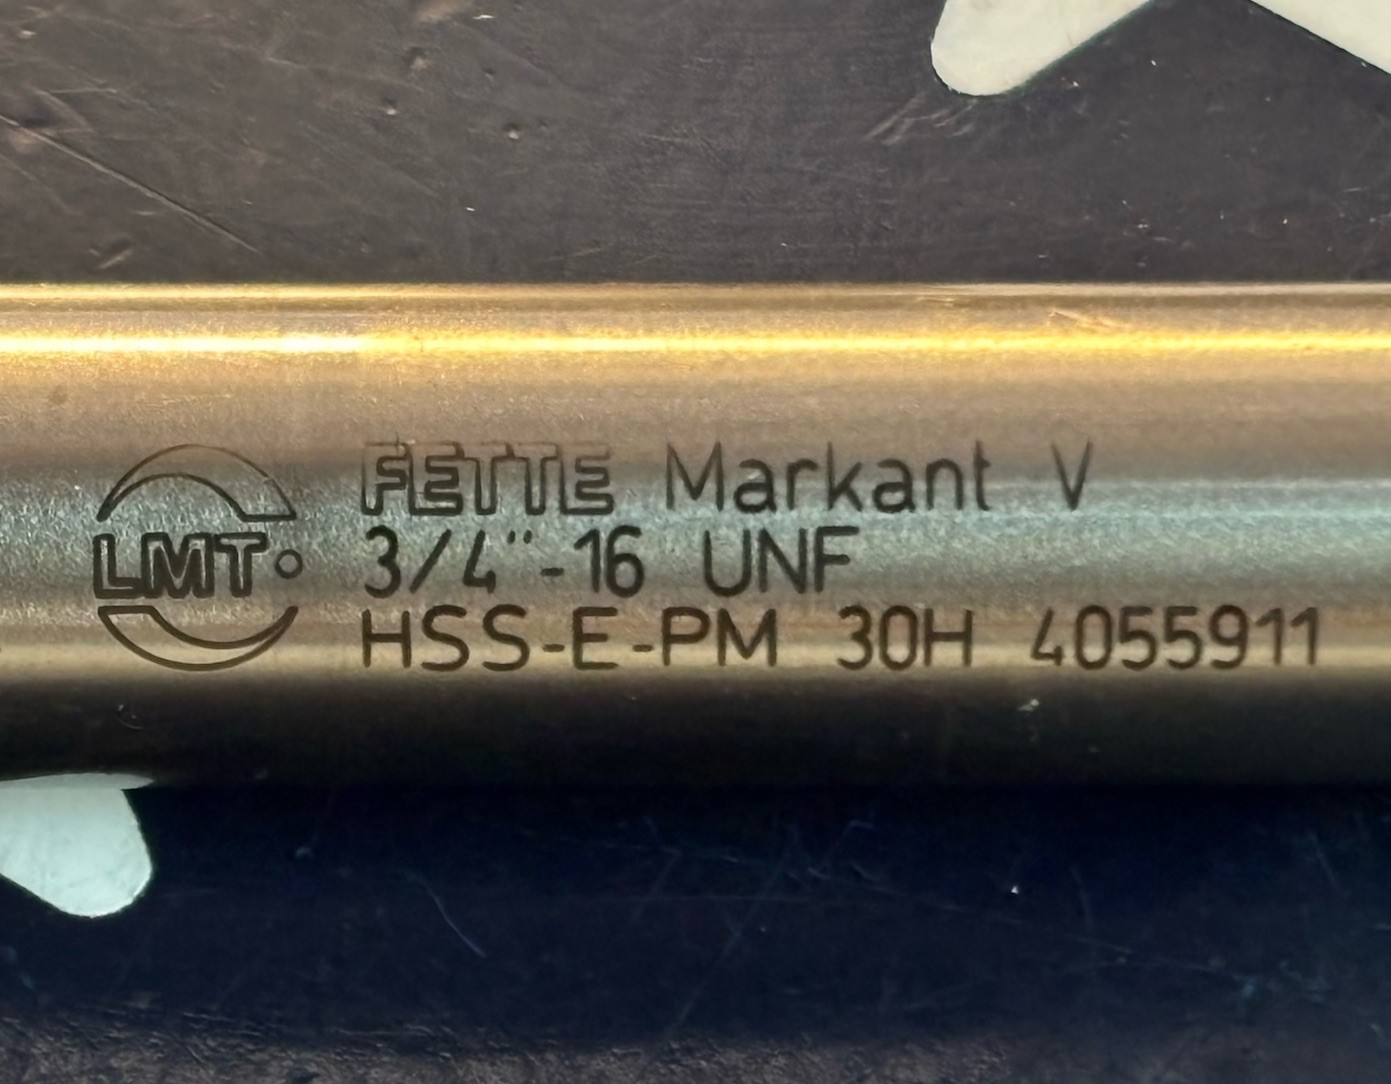 LMT
FETTE Markant V
3/4"-16 UNF
HSS-E-PM 30H 4055911